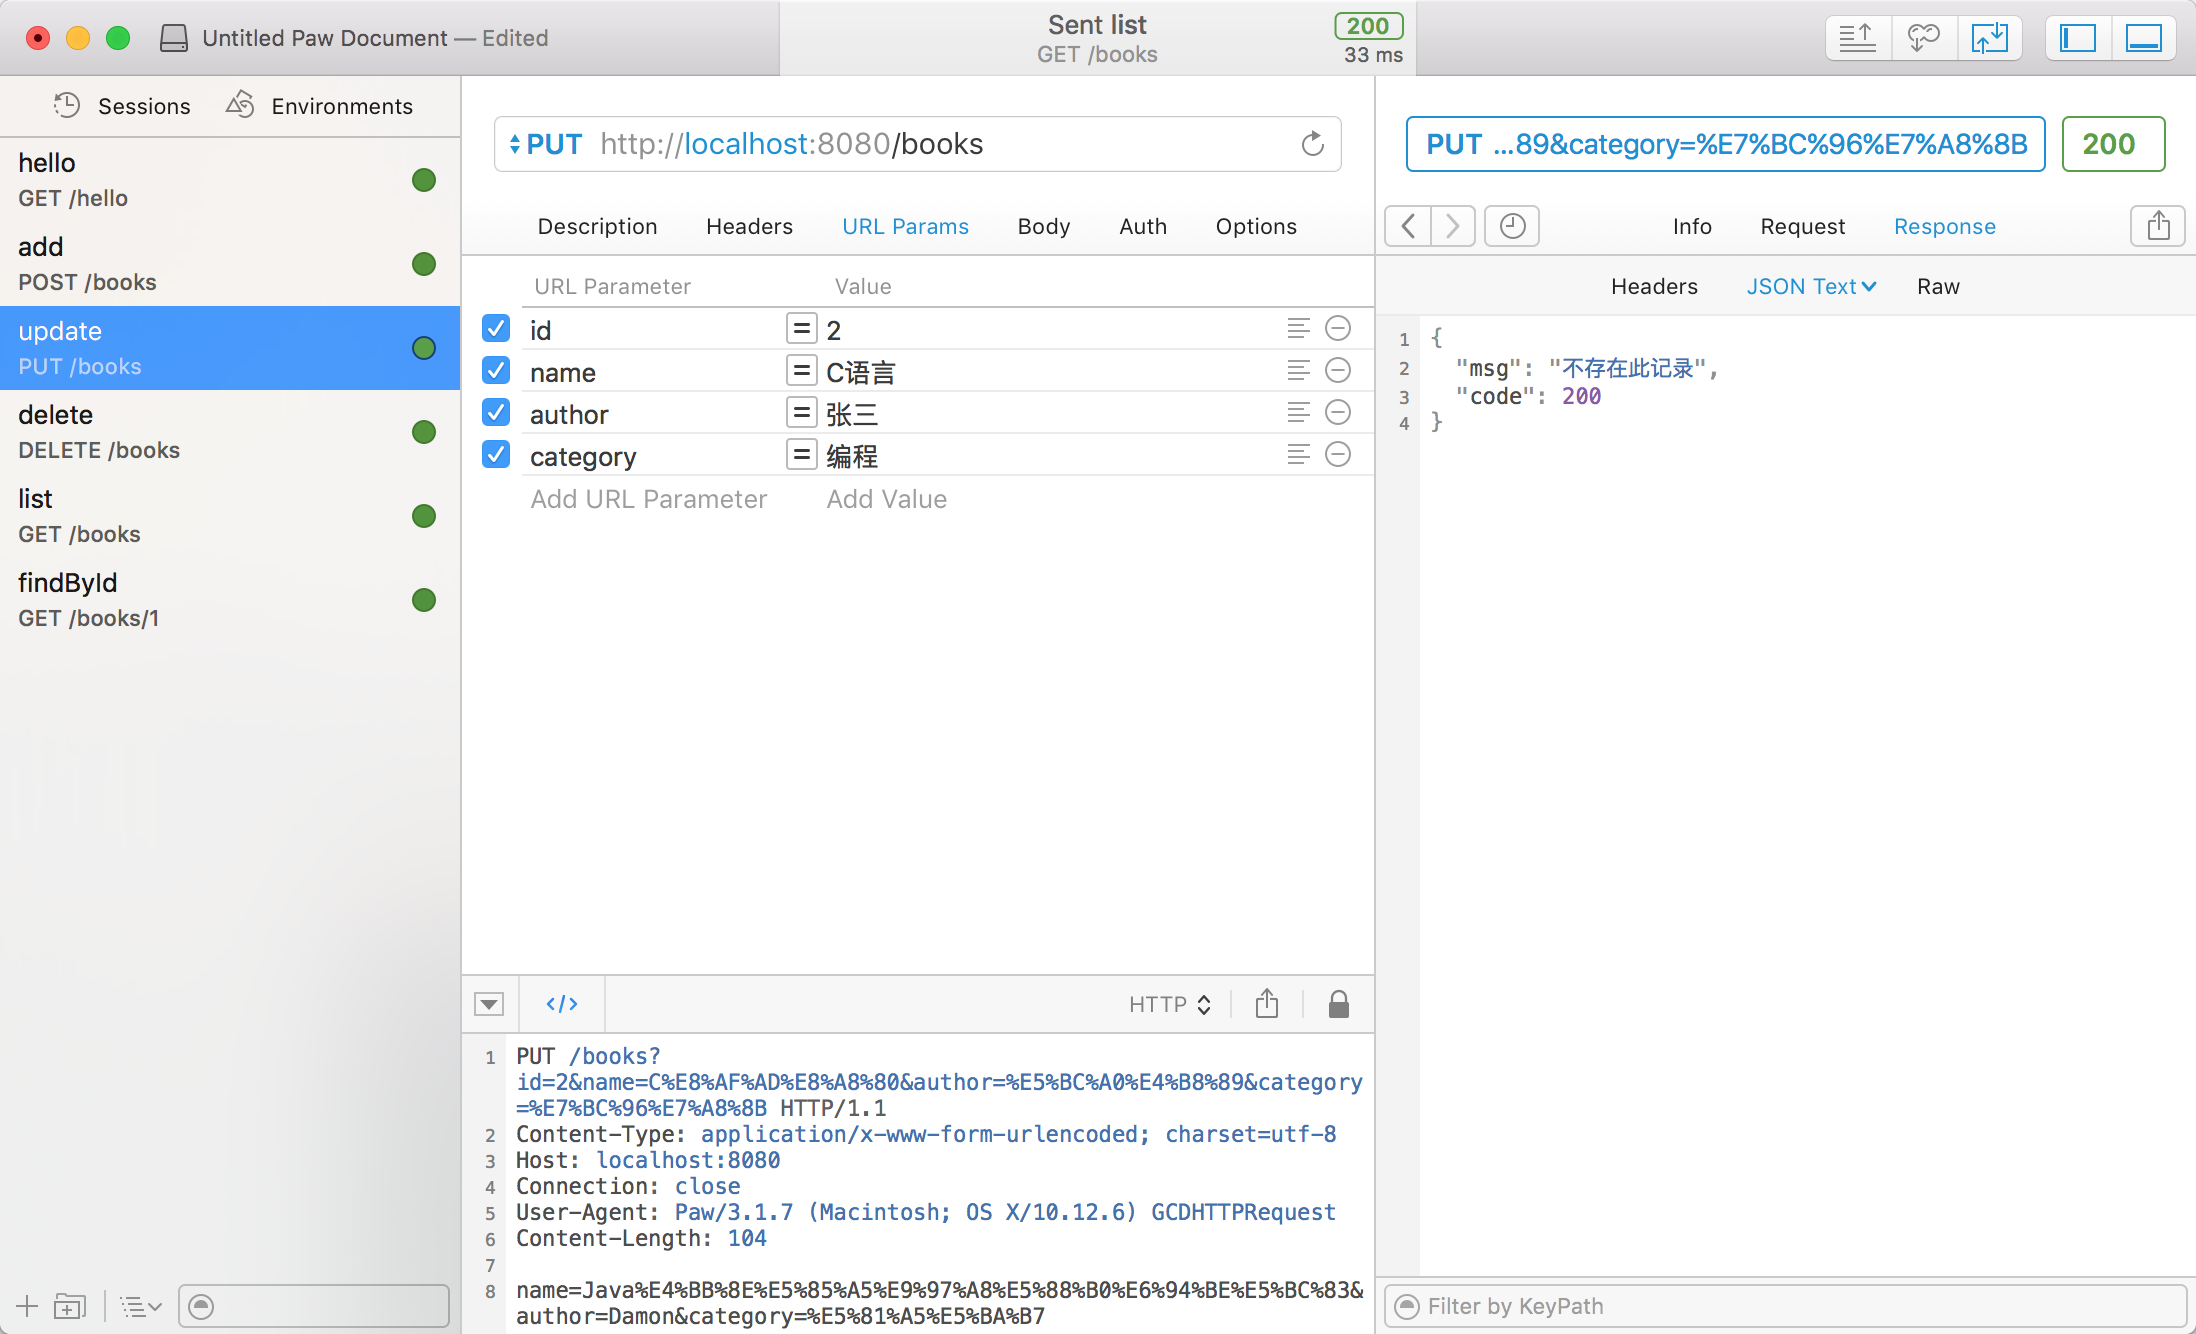 Untitled Paw Document — Edited
Sent list
GET /books
200
33 ms
Sessions
Environments
hello
GET /hello
add
POST /books
update
PUT /books
delete
DELETE /books
list
GET /books
findById
GET /books/1
PUT http://localhost:8080/books
Description Headers URL Params Body Auth Options
URL Parameter Value
id = 2
name = C语言
author = 张三
category = 编程
Add URL Parameter Add Value
</> HTTP
1 PUT /books?
id=2&name=C%E8%AF%AD%E8%A8%80&author=%E5%BC%A0%E4%B8%89&category
=%E7%BC%96%E7%A8%8B HTTP/1.1
2 Content-Type: application/x-www-form-urlencoded; charset=utf-8
3 Host: localhost:8080
4 Connection: close
5 User-Agent: Paw/3.1.7 (Macintosh; OS X/10.12.6) GCDHTTPRequest
6 Content-Length: 104
7
8 name=Java%E4%BB%8E%E5%85%A5%E9%97%A8%E5%88%B0%E6%94%BE%E5%BC%83&
author=Damon&category=%E5%81%A5%E5%BA%B7
PUT ...89&category=%E7%BC%96%E7%A8%8B 200
Info Request Response
Headers JSON Text Raw
1 {
2 "msg": "不存在此记录",
3 "code": 200
4 }
Filter by KeyPath